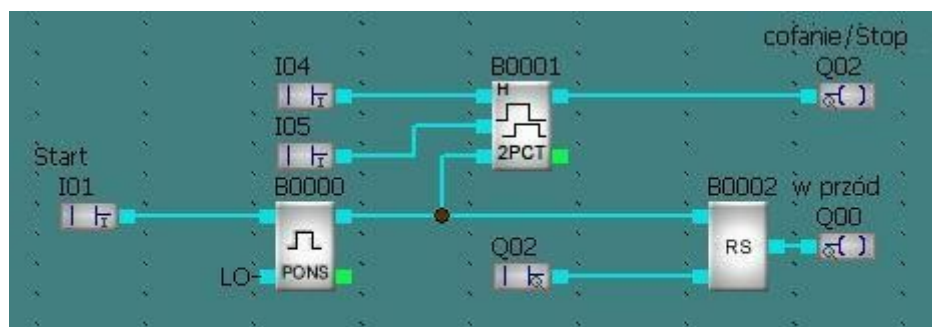 cofanie/Stop
I04
B0001
Q02
H
I05
2PCT
Start
I01
B0000
B0002
w przód
Q00
Q02
RS
LO
PONS